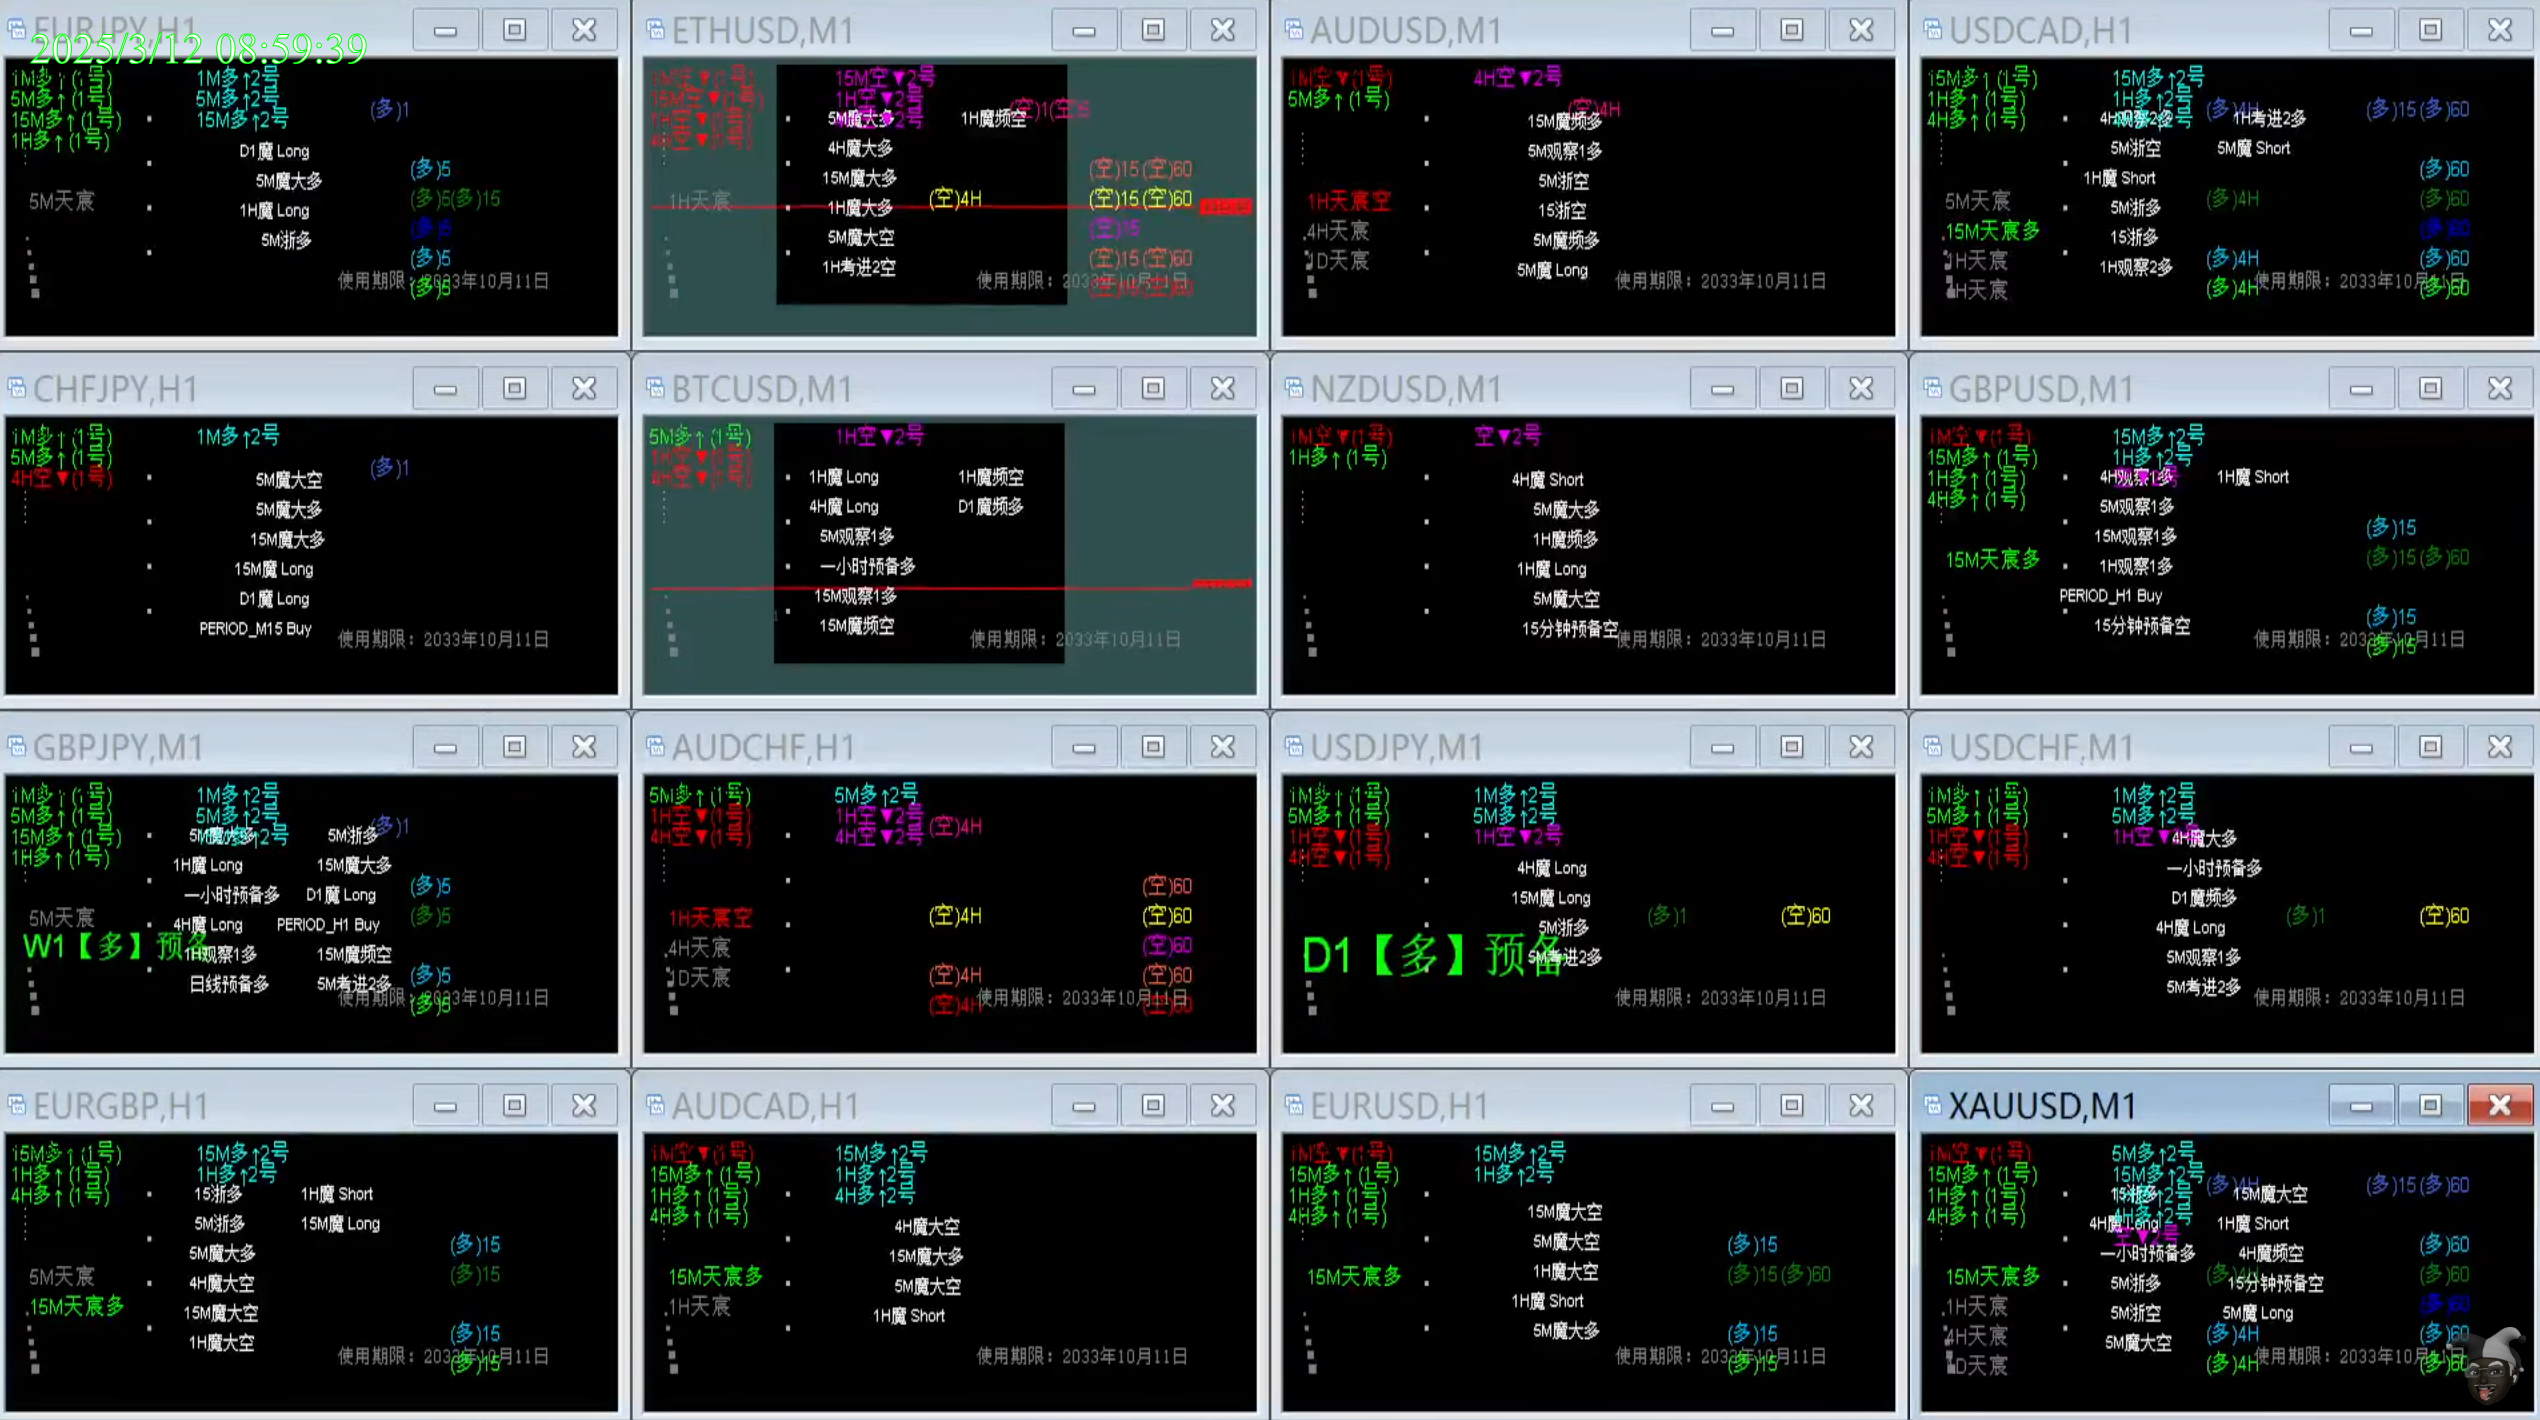 2025/3/12 08:59:39
EURJPY,H1
1M多↑(1号) 1M多↑2号
5M多↑(1号) 5M多↑2号 (多)1
15M多↑(1号) 15M多↑2号
1H多↑(1号)
D1魔 Long
(多)5
5M魔大多
5M天宸 (多)5(多)15
1H魔 Long
(多)5
5M浙多
(多)5
使用期限：2033年10月11日
(多)5
ETHUSD,M1
1M空▼(1号) 15M空▼2号
15M空▼(1号) 1H空▼2号
1H空▼(1号) (空)1(空)5
4H空▼(1号)
5M魔大多 1H魔频空
4H魔大多
(空)15(空)60
15M魔大多
1H天宸 (空)4H (空)15(空)60
1H魔大多
(空)15
5M魔大空
(空)15(空)60
1H考进2空
使用期限：2033年10月11日
AUDUSD,M1
1M空▼(1号) 4H空▼2号
5M多↑(1号) (空)4H
15M魔频多
5M观察1多
5M浙空
1H天宸空
15浙空
4H天宸
5M魔频多
1D天宸
5M魔 Long
使用期限：2033年10月11日
USDCAD,H1
15M多↑(1号) 15M多↑2号
1H多↑(1号) 1H多↑2号 (多)4H (多)15(多)60
4H多↑(1号) 4H观察2多 1H考进2多
5M浙空 5M魔 Short
(多)60
1H魔 Short
5M天宸 (多)4H (多)60
5M浙多
15M天宸多 (多)60
15浙多
1H天宸 (多)4H (多)60
1H观察2多
使用期限：2033年10月11日
4H天宸 (多)4H (多)60
CHFJPY,H1
1M多↑(1号) 1M多↑2号
5M多↑(1号) (多)1
4H空▼(1号)
5M魔大空
5M魔大多
15M魔大多
15M魔 Long
D1魔 Long
PERIOD_M15 Buy
使用期限：2033年10月11日
BTCUSD,M1
5M多↑(1号) 1H空▼2号
1H空▼(1号)
4H空▼(1号)
1H魔 Long 1H魔频空
4H魔 Long D1魔频多
5M观察1多
一小时预备多
15M观察1多
15M魔频空
使用期限：2033年10月11日
NZDUSD,M1
1M空▼(1号) 空▼2号
1H多↑(1号)
4H魔 Short
5M魔大多
1H魔频多
1H魔 Long
5M魔大空
15分钟预备空
使用期限：2033年10月11日
GBPUSD,M1
1M空▼(1号) 15M多↑2号
15M多↑(1号) 1H多↑2号
1H多↑(1号) 4H观察1多 1H魔 Short
4H多↑(1号)
5M观察1多
(多)15
15M观察1多
15M天宸多 (多)15(多)60
1H观察1多
PERIOD_H1 Buy
(多)15
15分钟预备空
使用期限：2033年10月11日
(多)15
GBPJPY,M1
1M多↑(1号) 1M多↑2号
5M多↑(1号) 5M多↑2号 (多)1
15M多↑(1号) 5M魔大多 5M浙多
1H多↑(1号)
1H魔 Long 15M魔大多
(多)5
一小时预备多 D1魔 Long
5M天宸 (多)5
4H魔 Long PERIOD_H1 Buy
W1【多】预备
1H观察1多 15M魔频空
(多)5
日线预备多 5M考进2多
使用期限：2033年10月11日
(多)5
AUDCHF,H1
5M多↑(1号) 5M多↑2号
1H空▼(1号) 1H空▼2号 (空)4H
4H空▼(1号) 4H空▼2号
(空)60
1H天宸空 (空)4H (空)60
4H天宸 (空)60
1D天宸 (空)4H (空)60
使用期限：2033年10月11日
(空)4H (空)60
USDJPY,M1
1M多↑(1号) 1M多↑2号
5M多↑(1号) 5M多↑2号
1H空▼(1号) 1H空▼2号
4H空▼(1号)
4H魔 Long
15M魔 Long
(多)1 (空)60
5M浙多
D1【多】预备
5M考进2多
使用期限：2033年10月11日
USDCHF,M1
1M多↑(1号) 1M多↑2号
5M多↑(1号) 5M多↑2号
1H空▼(1号) 1H空▼ 4H魔大多
4H空▼(1号)
一小时预备多
D1魔频多
(多)1 (空)60
4H魔 Long
5M观察1多
5M考进2多
使用期限：2033年10月11日
EURGBP,H1
15M多↑(1号) 15M多↑2号
1H多↑(1号) 1H多↑2号
4H多↑(1号) 15浙多 1H魔 Short
5M浙多 15M魔 Long
(多)15
5M魔大多
5M天宸 (多)15
4H魔大空
15M天宸多
15M魔大空
(多)15
1H魔大空
使用期限：2033年10月11日
(多)15
AUDCAD,H1
1M空▼(1号) 15M多↑2号
15M多↑(1号) 1H多↑2号
1H多↑(1号) 4H多↑2号
4H多↑(1号)
4H魔大空
15M魔大多
15M天宸多
5M魔大空
1H天宸
1H魔 Short
使用期限：2033年10月11日
EURUSD,H1
1M空▼(1号) 15M多↑2号
15M多↑(1号) 1H多↑2号
1H多↑(1号)
4H多↑(1号)
15M魔大空
5M魔大空
(多)15
1H魔大空
15M天宸多 (多)15(多)60
1H魔 Short
5M魔大多
(多)15
使用期限：2033年10月11日
(多)15
XAUUSD,M1
1M空▼(1号) 5M多↑2号
15M多↑(1号) 15M多↑2号 (多)4H (多)15(多)60
1H多↑(1号) 15浙多 15M魔大空
4H多↑(1号)
4H魔 Long 1H魔 Short
空▼2号
(多)60
一小时预备多 4H魔频空
15M天宸多 (多)60
5M浙多 15分钟预备空
1H天宸 (多)60
5M浙空 5M魔 Long
4H天宸 (多)4H (多)60
5M魔大空
使用期限：2033年10月11日
1D天宸 (多)4H (多)60